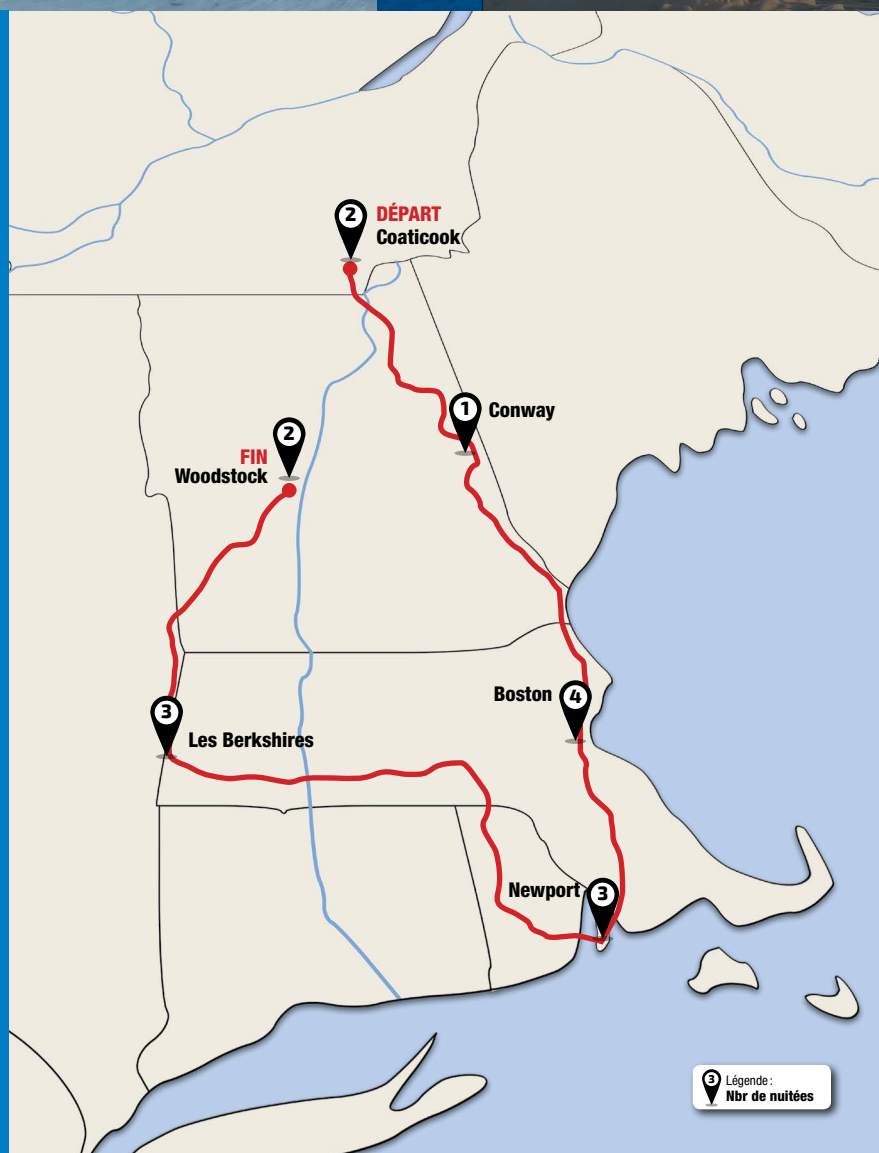 2
DÉPART
Coaticook
1
Conway
2
FIN
Woodstock
4
Boston
3
Les Berkshires
3
Newport
3
Légende :
Nbr de nuitées